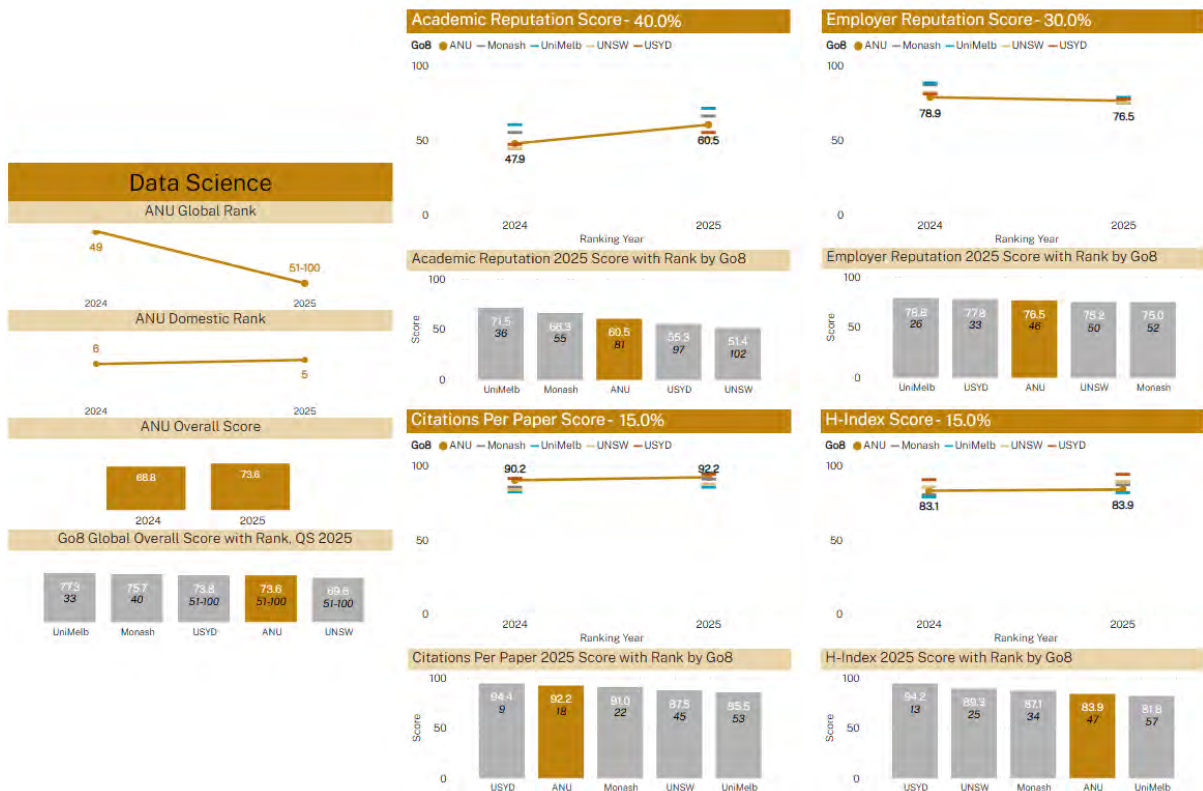 Data Science
ANU Global Rank
49
51-100
2024 2025
ANU Domestic Rank
6
5
2024 2025
ANU Overall Score
68.8 73.6
2024 2025
Go8 Global Overall Score with Rank, QS 2025
77.3 75.7 73.8 73.6 69.8
33 40 51-100 51-100 51-100
UniMelb Monash USYD ANU UNSW
Academic Reputation Score - 40.0%
Go8 ANU Monash UniMelb UNSW USYD
100
50
0
47.9
60.5
2024 2025
Ranking Year
Academic Reputation 2025 Score with Rank by Go8
100
50
0
Score
71.5 66.3 60.5 55.3 51.4
36 55 81 97 102
UniMelb Monash ANU USYD UNSW
Employer Reputation Score - 30.0%
Go8 ANU Monash UniMelb UNSW USYD
100
50
0
78.9
76.5
2024 2025
Ranking Year
Employer Reputation 2025 Score with Rank by Go8
100
50
0
Score
78.8 77.8 76.5 75.2 75.0
26 33 46 50 52
UniMelb USYD ANU UNSW Monash
Citations Per Paper Score - 15.0%
Go8 ANU Monash UniMelb UNSW USYD
100
50
0
90.2
92.2
2024 2025
Ranking Year
Citations Per Paper 2025 Score with Rank by Go8
100
50
0
Score
94.4 92.2 91.0 87.5 85.5
9 18 22 45 53
USYD ANU Monash UNSW UniMelb
H-Index Score - 15.0%
Go8 ANU Monash UniMelb UNSW USYD
100
50
0
83.1
83.9
2024 2025
Ranking Year
H-Index 2025 Score with Rank by Go8
100
50
0
Score
94.2 89.3 87.1 83.9 81.8
13 25 34 47 57
USYD UNSW Monash ANU UniMelb